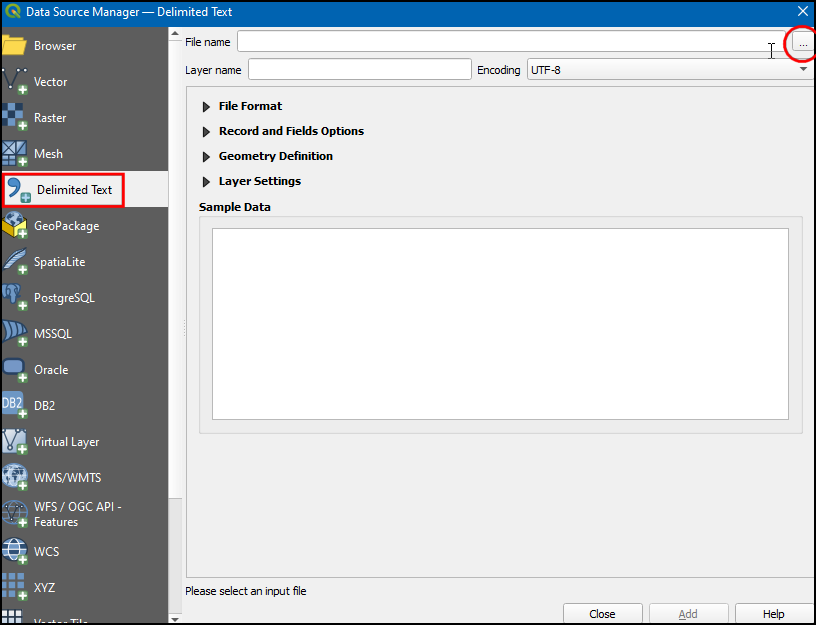 Data Source Manager — Delimited Text
Browser
Vector
Raster
Mesh
Delimited Text
GeoPackage
SpatiaLite
PostgreSQL
MSSQL
Oracle
DB2
DB2
Virtual Layer
WMS/WMTS
WFS / OGC API -
Features
WCS
XYZ
Vector Tile
File name
...
Layer name
Encoding UTF-8
File Format
Record and Fields Options
Geometry Definition
Layer Settings
Sample Data
Please select an input file
Close Add Help